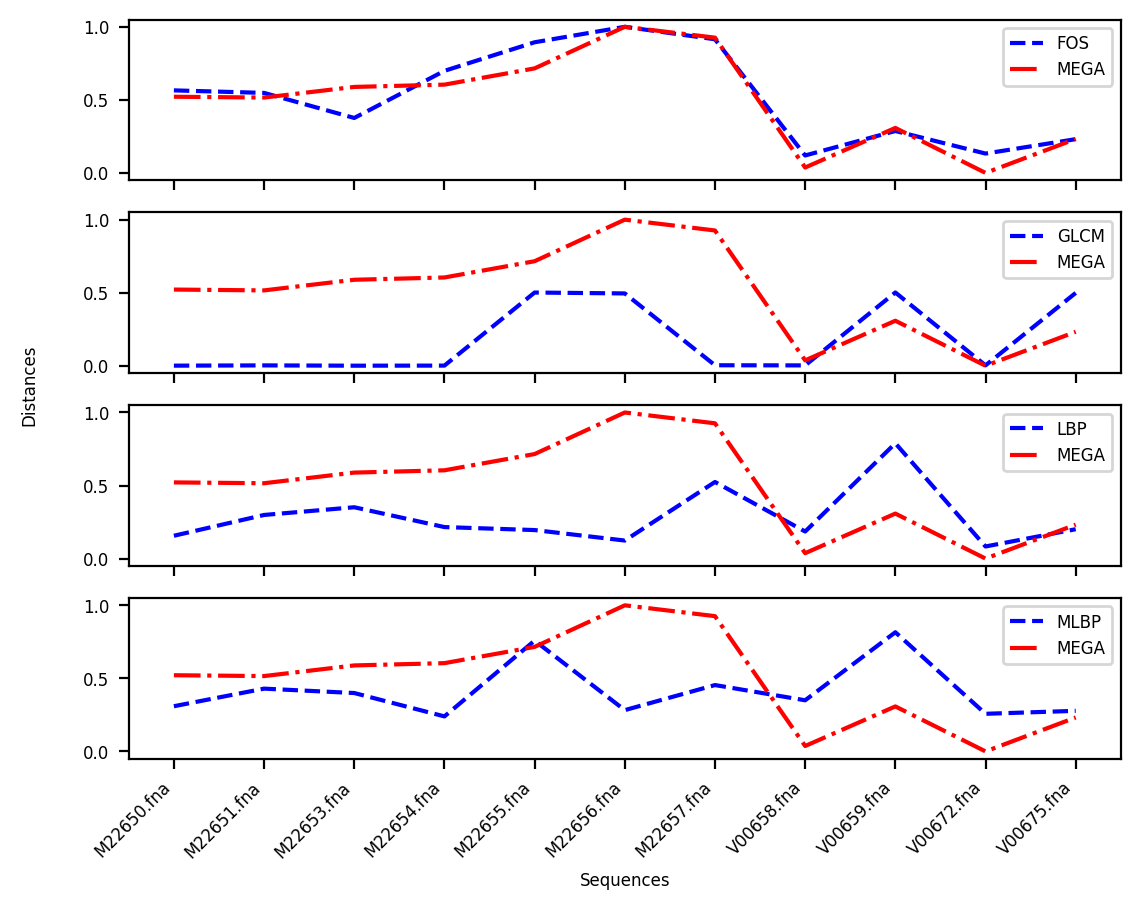 1.0
0.5
0.0
FOS
MEGA
1.0
0.5
0.0
GLCM
MEGA
Distances
1.0
0.5
0.0
LBP
MEGA
1.0
0.5
0.0
MLBP
MEGA
M22650.fna
M22651.fna
M22653.fna
M22654.fna
M22655.fna
M22656.fna
M22657.fna
V00658.fna
V00659.fna
V00672.fna
V00675.fna
Sequences